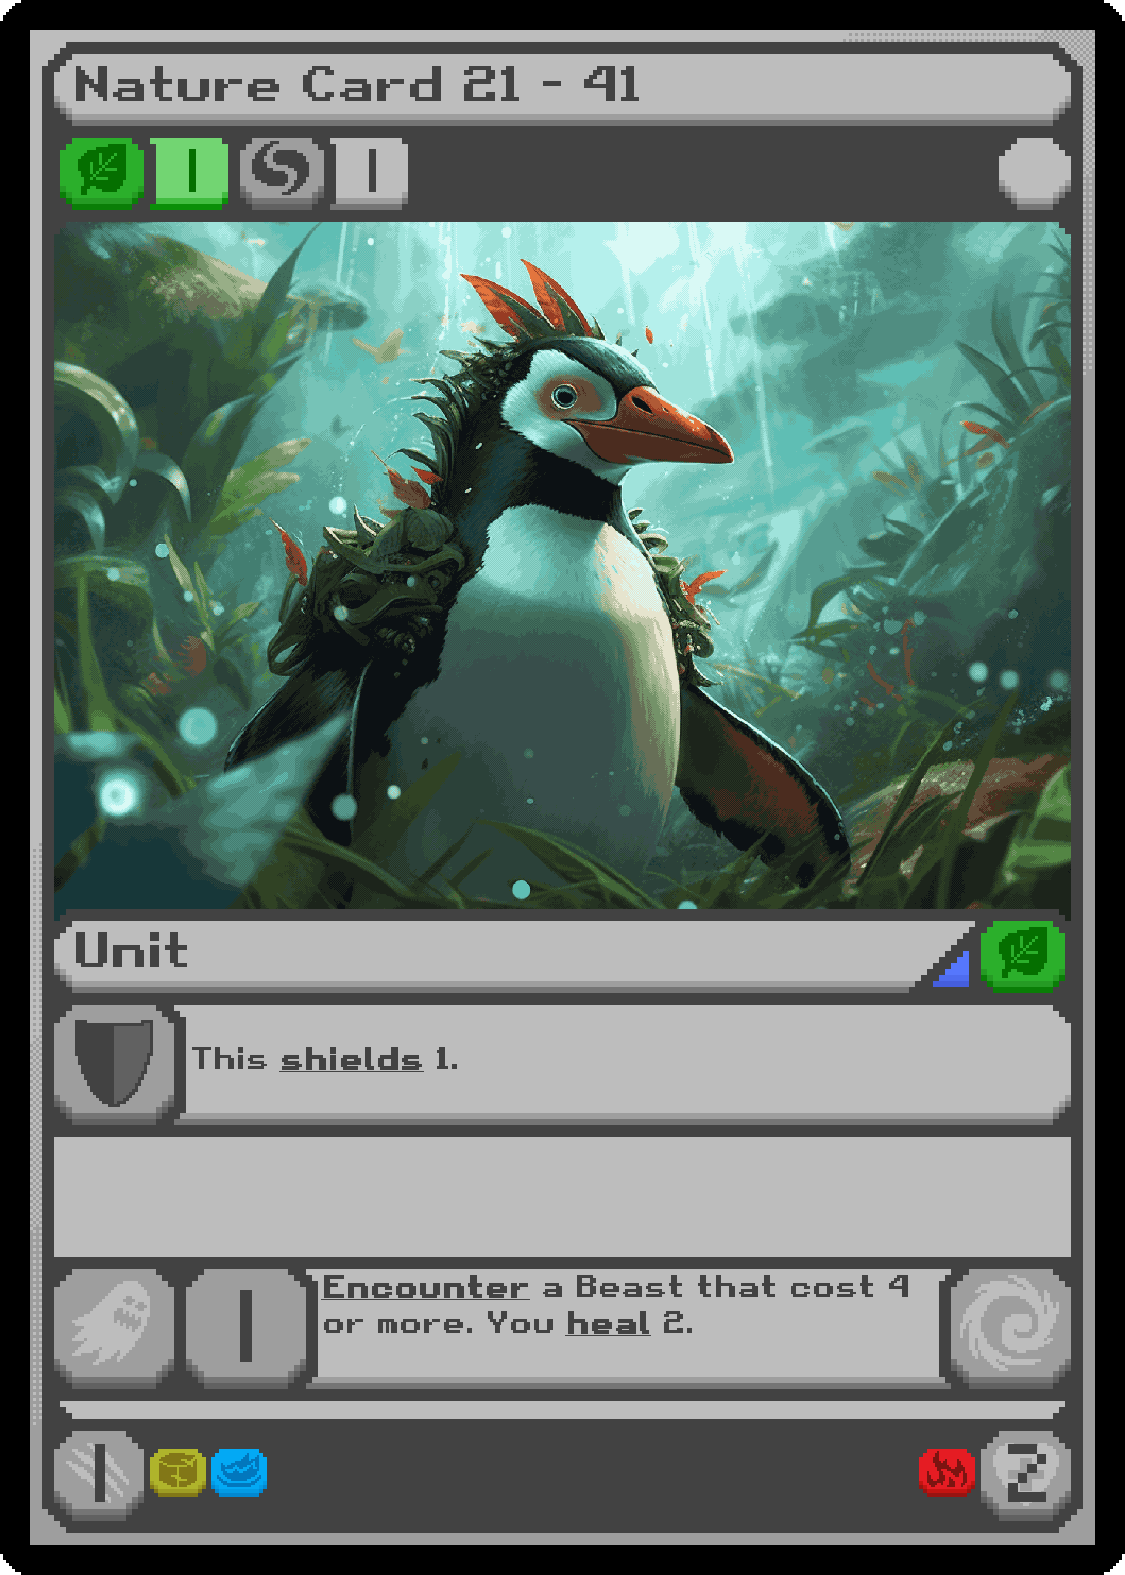 Nature Card 21 - 41
1 1
Unit
This shields 1.
1
Encounter a Beast that cost 4
or more. You heal 2.
1 2